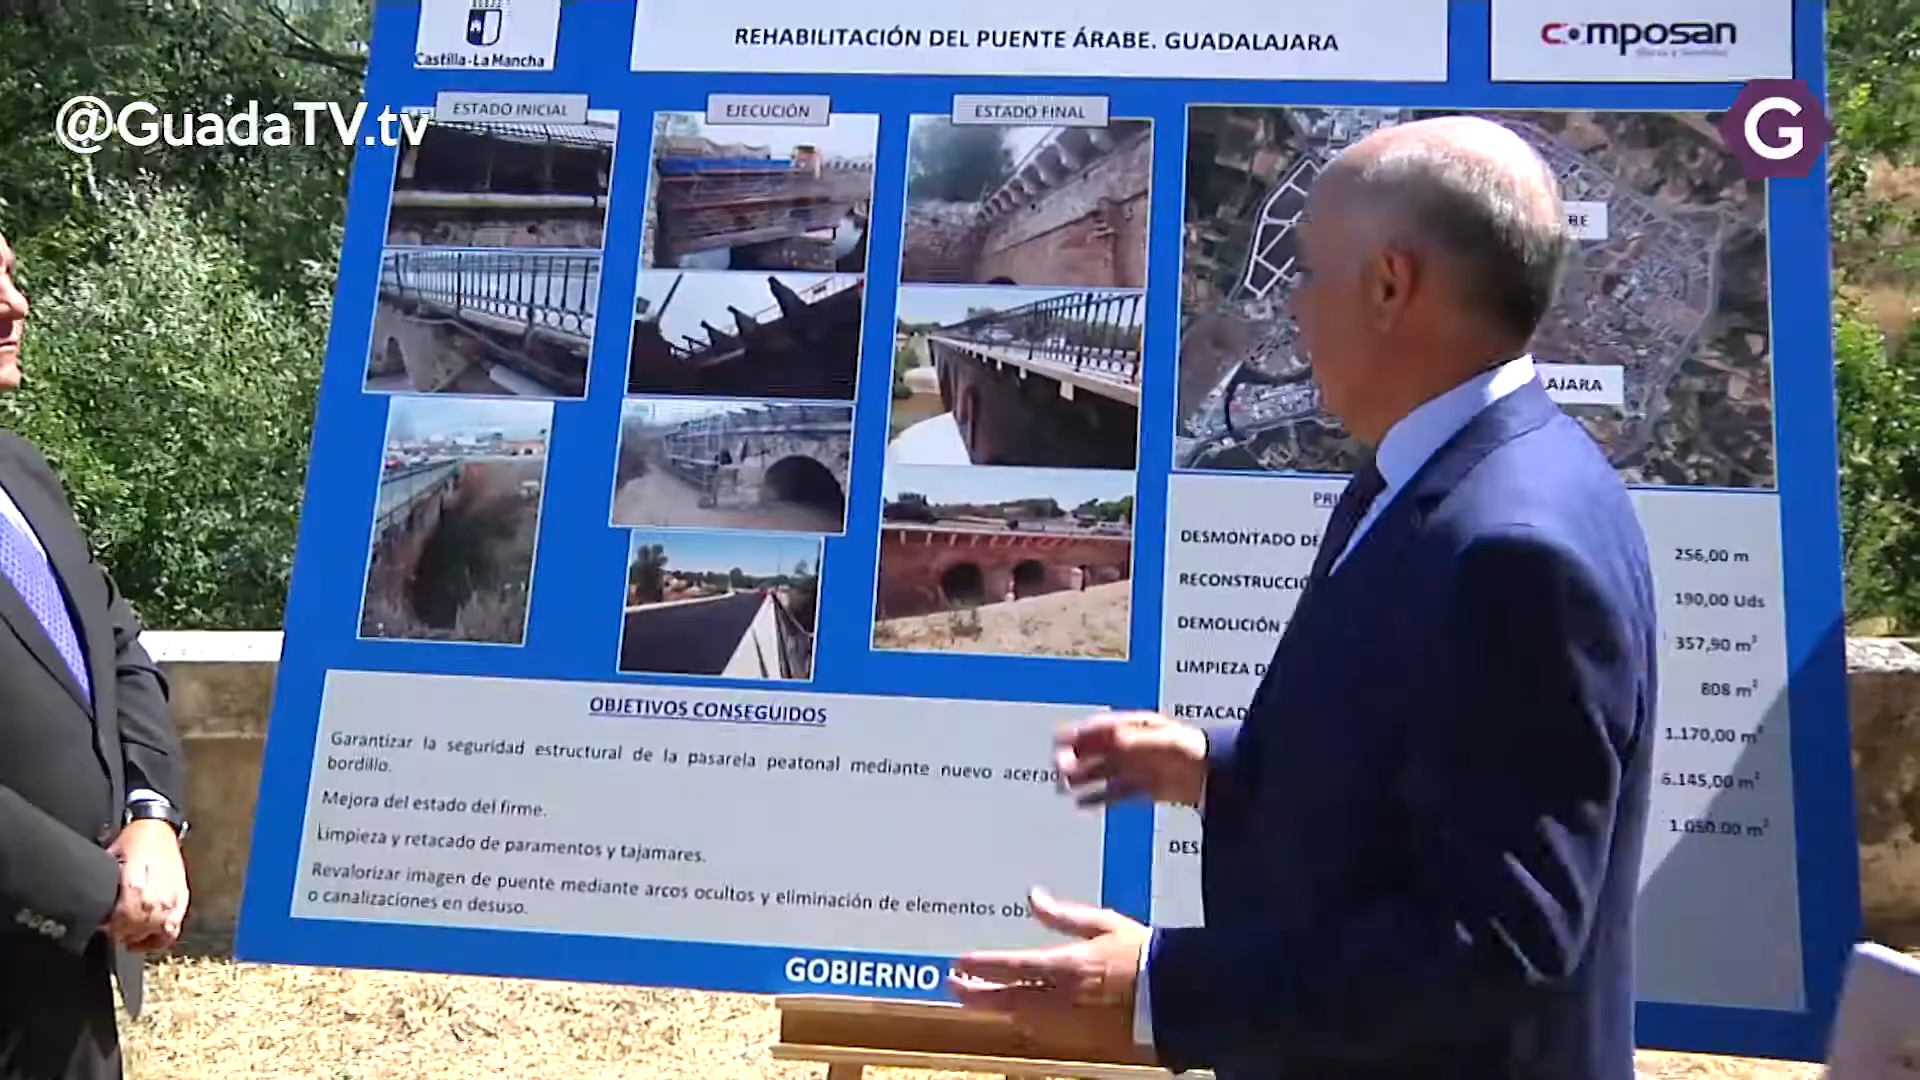 Castilla-La Mancha
REHABILITACIÓN DEL PUENTE ÁRABE. GUADALAJARA
composan
@GuadaTV.tv
G
ESTADO INICIAL
EJECUCIÓN
ESTADO FINAL
OBJETIVOS CONSEGUIDOS
Garantizar la seguridad estructural de la pasarela peatonal mediante nuevo acerad
bordillo.
Mejora del estado del firme.
Limpieza y retacado de paramentos y tajamares.
Revalorizar imagen de puente mediante arcos ocultos y eliminación de elementos obs
o canalizaciones en desuso.
RE
AJARA
PRI
DESMONTADO DE
256,00 m
RECONSTRUCCIÓ
190,00 Uds
DEMOLICIÓN
357,90 m²
LIMPIEZA D
808 m²
RETACAD
1.170,00 m²
6.145,00 m²
1.050,00 m²
DES
GOBIERNO